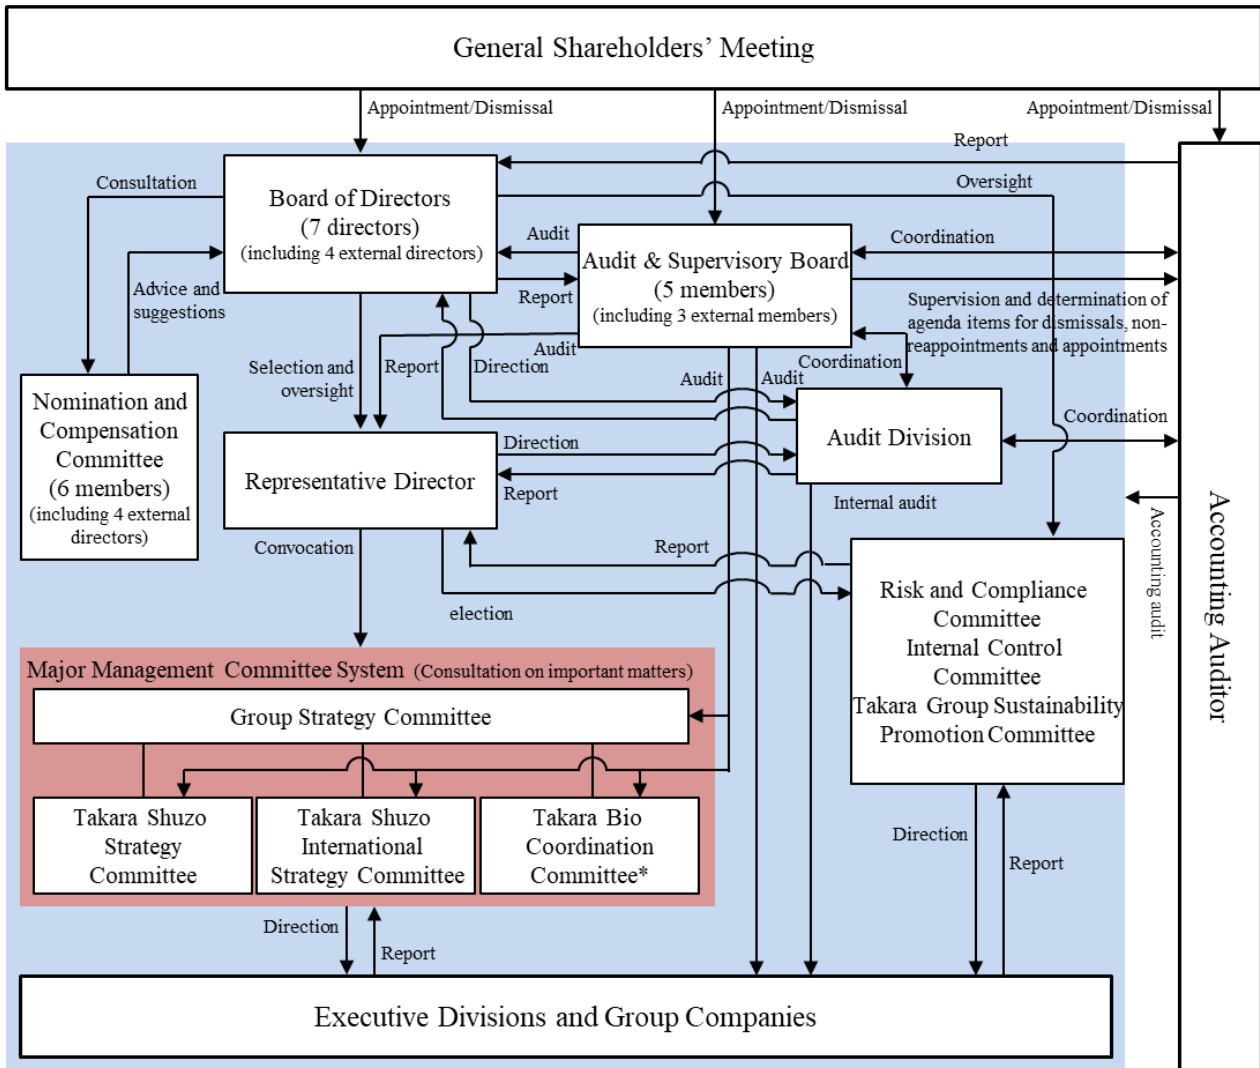 General Shareholders’ Meeting
Appointment/Dismissal
Appointment/Dismissal
Appointment/Dismissal
Report
Consultation
Oversight
Board of Directors
(7 directors)
(including 4 external directors)
Audit
Coordination
Audit & Supervisory Board
(5 members)
(including 3 external members)
Report
Advice and
suggestions
Supervision and determination of
agenda items for dismissals, non-
reappointments and appointments
Audit
Selection and
oversight
Report
Direction
Coordination
Audit
Audit
Nomination and
Compensation
Committee
(6 members)
(including 4 external
directors)
Coordination
Audit Division
Direction
Representative Director
Report
Internal audit
Accounting Auditor
Accounting audit
Convocation
Report
election
Risk and Compliance
Committee
Internal Control
Committee
Takara Group Sustainability
Promotion Committee
Major Management Committee System (Consultation on important matters)
Group Strategy Committee
Takara Shuzo
Strategy
Committee
Takara Shuzo
International
Strategy Committee
Takara Bio
Coordination
Committee*
Direction
Report
Direction
Report
Executive Divisions and Group Companies